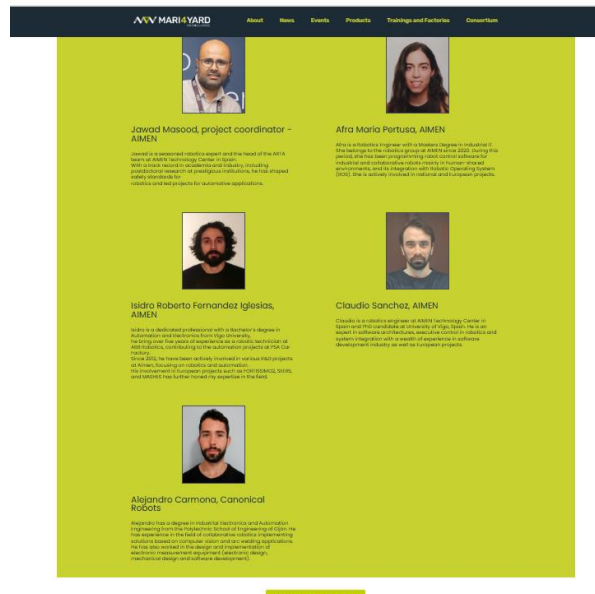 MARI4YARD
About News Events Products Trainings and Factories Consortium
Jawad Masood, project coordinator -
AIMEN
Jawad is a seasoned robotics expert and the head of the
team at AIMEN Technology Center in Spain.
With a track record in academia and industry, including
postdoctoral research at prestigious institutions, he has shaped
safety standards for
robotics and led projects for automotive applications.
Afra Maria Pertusa, AIMEN
Afra is a Robotics Engineer with a Masters Degree in Industrial
She belongs to the robotics group at AIMEN since 2020. During this
period, she has been programming robot control software for
industrial and collaborative robots mainly in human-shared
environments, and its integration with Robotic Operating System
(ROS). She is actively involved in national and European projects.
Isidro Roberto Fernandez Iglesias,
AIMEN
Isidro is a dedicated professional with a Bachelor's degree in
Automation and Electronics from Vigo University,
he bring over five years of experience as a robotic technician at
ABB Robotics, contributing to the automation projects at PSA Car
Factory.
Since 2012, he have been actively involved in various R&D projects
at Aimen, focusing on robotics and automation.
His involvement in European projects such as
and has further honed my expertise in the field.
Claudio Sanchez, AIMEN
Claudio is a robotics engineer at AIMEN Technology Center in
Spain and PhD candidate at University of Vigo, Spain. He is an
expert in software architectures, executive control in robotics and
system integration with a wealth of experience in software
development industry as well as European projects.
Alejandro Carmona, Canonical
Robots
Alejandro has a degree in Industrial Electronics and Automation
Engineering from the Polytechnic School of Engineering of Gijón. He
has experience in the field of collaborative robotics implementing
solutions based on computer vision and arc welding applications.
He has also worked in the design and implementation of
electronic measurement equipment (electronic design,
mechanical design and software development).